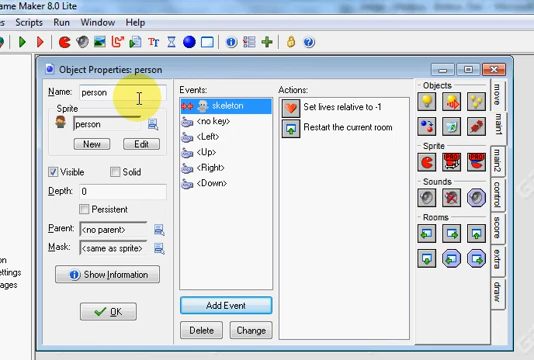 ame Maker 8.0 Lite
es Scripts Run Window Help
Object Properties: person
Name: person
Sprite
person
New Edit
Visible Solid
Depth: 0
Persistent
Parent: <no parent>
Mask: <same as sprite>
Show Information
OK
Events:
skeleton
<no key>
<Left>
<Up>
<Right>
<Down>
Add Event
Delete Change
Actions:
Set lives relative to -1
Restart the current room
Objects
Sprite
Sounds
Rooms
move
main1
main2
control
score
extra
draw
on
ettings
ages